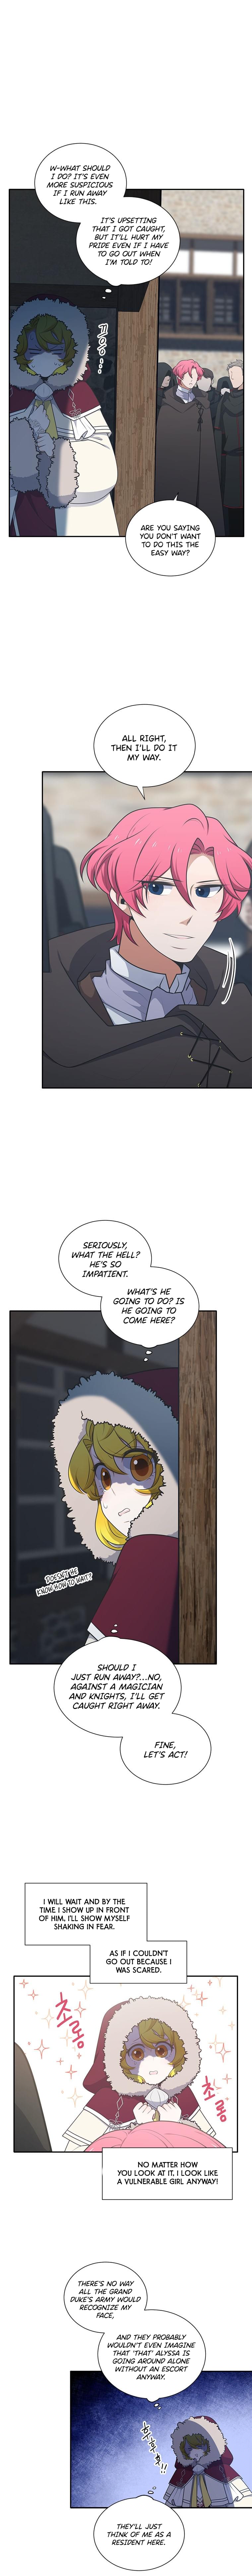 W-WHAT SHOULD
I DO? IT'S EVEN
MORE SUSPICIOUS
IF I RUN AWAY
LIKE THIS.
IT'S UPSETTING
THAT I GOT CAUGHT,
BUT IT'LL HURT MY
PRIDE EVEN IF I HAVE
TO GO OUT WHEN
I'M TOLD TO!
ARE YOU SAYING
YOU DON'T WANT
TO DO THIS THE
EASY WAY?
ALL RIGHT,
THEN I'LL DO IT
MY WAY.
SERIOUSLY,
WHAT THE HELL?
HE'S SO
IMPATIENT.
WHAT'S HE
GOING TO DO? IS
HE GOING TO
COME HERE?
DOESN'T HE
KNOW HOW TO WAIT?
SHOULD I
JUST RUN AWAY?...NO,
AGAINST A MAGICIAN
AND KNIGHTS, I'LL GET
CAUGHT RIGHT AWAY.
FINE,
LET'S ACT!
I WILL WAIT AND BY THE
TIME I SHOW UP IN FRONT
OF HIM, I'LL SHOW MYSELF
SHAKING IN FEAR.
AS IF I COULDN'T
GO OUT BECAUSE I
WAS SCARED.
초롱
초롱
NO MATTER HOW
YOU LOOK AT IT, I LOOK LIKE
A VULNERABLE GIRL ANYWAY!
THERE'S NO WAY
ALL THE GRAND
DUKE'S ARMY WOULD
RECOGNIZE MY
FACE,
AND THEY PROBABLY
WOULDN'T EVEN IMAGINE
THAT 'THAT' ALYSSA IS
GOING AROUND ALONE
WITHOUT AN ESCORT
ANYWAY.
THEY'LL JUST
THINK OF ME AS A
RESIDENT HERE.